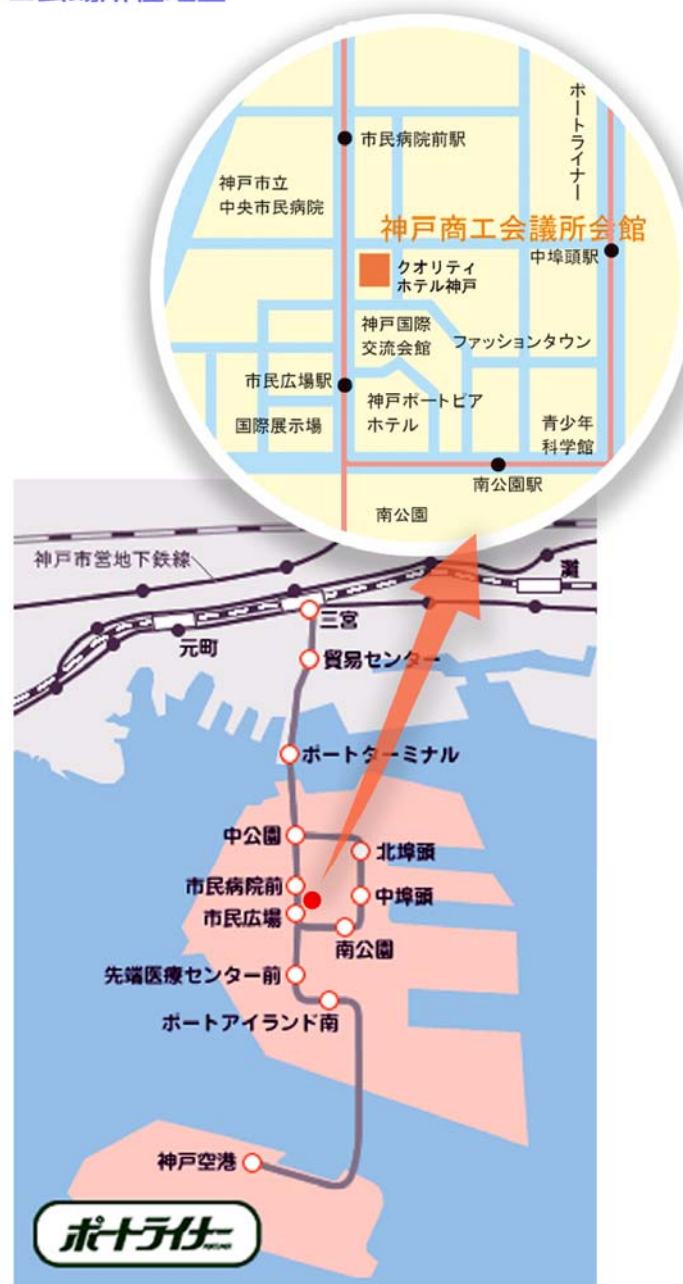 ポートライナー
市民病院前駅
神戸市立
中央市民病院
神戸商工会議所会館
中埠頭駅
クオリティ
ホテル神戸
神戸国際
交流会館
ファッションタウン
市民広場駅
神戸ポートピア
ホテル
国際展示場
青少年
科学館
南公園駅
南公園
神戸市営地下鉄線
灘
三宮
元町
貿易センター
ポートターミナル
中公園
北埠頭
市民病院前
中埠頭
市民広場
南公園
先端医療センター前
ポートアイランド南
神戸空港
ポートライナー